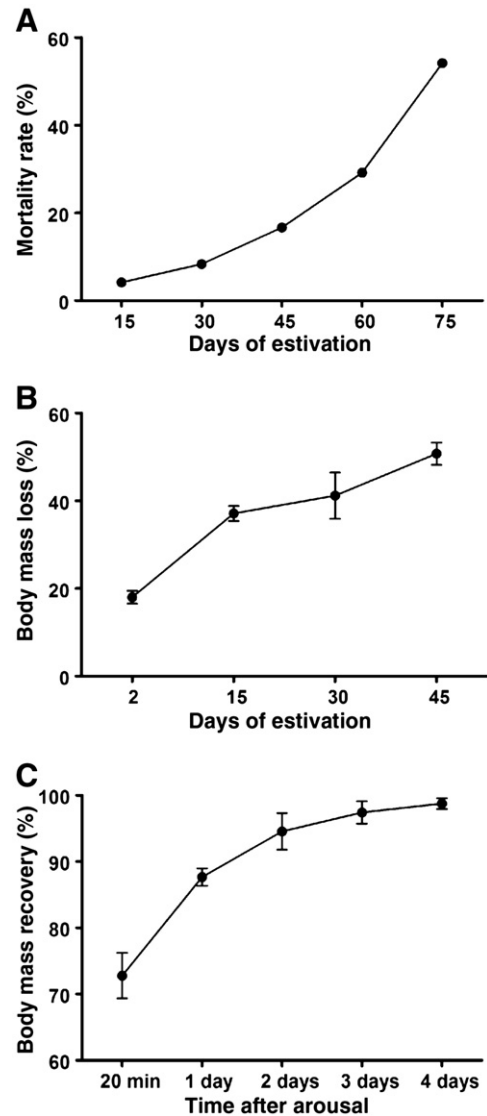 A
Mortality rate (%)
60
40
20
0
15 30 45 60 75
Days of estivation
B
Body mass loss (%)
60
40
20
0
2 15 30 45
Days of estivation
C
Body mass recovery (%)
100
90
80
70
60
20 min 1 day 2 days 3 days 4 days
Time after arousal